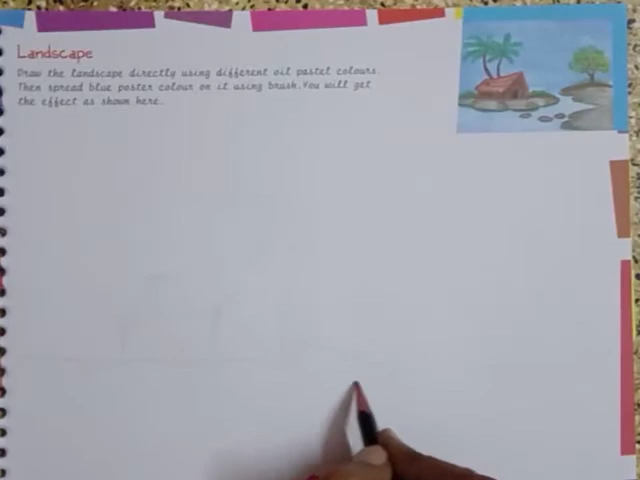 Landscape
Draw the landscape directly using different oil pastel colours.
Then spread blue poster colour on it using brush. You will get
the effect as shown here.